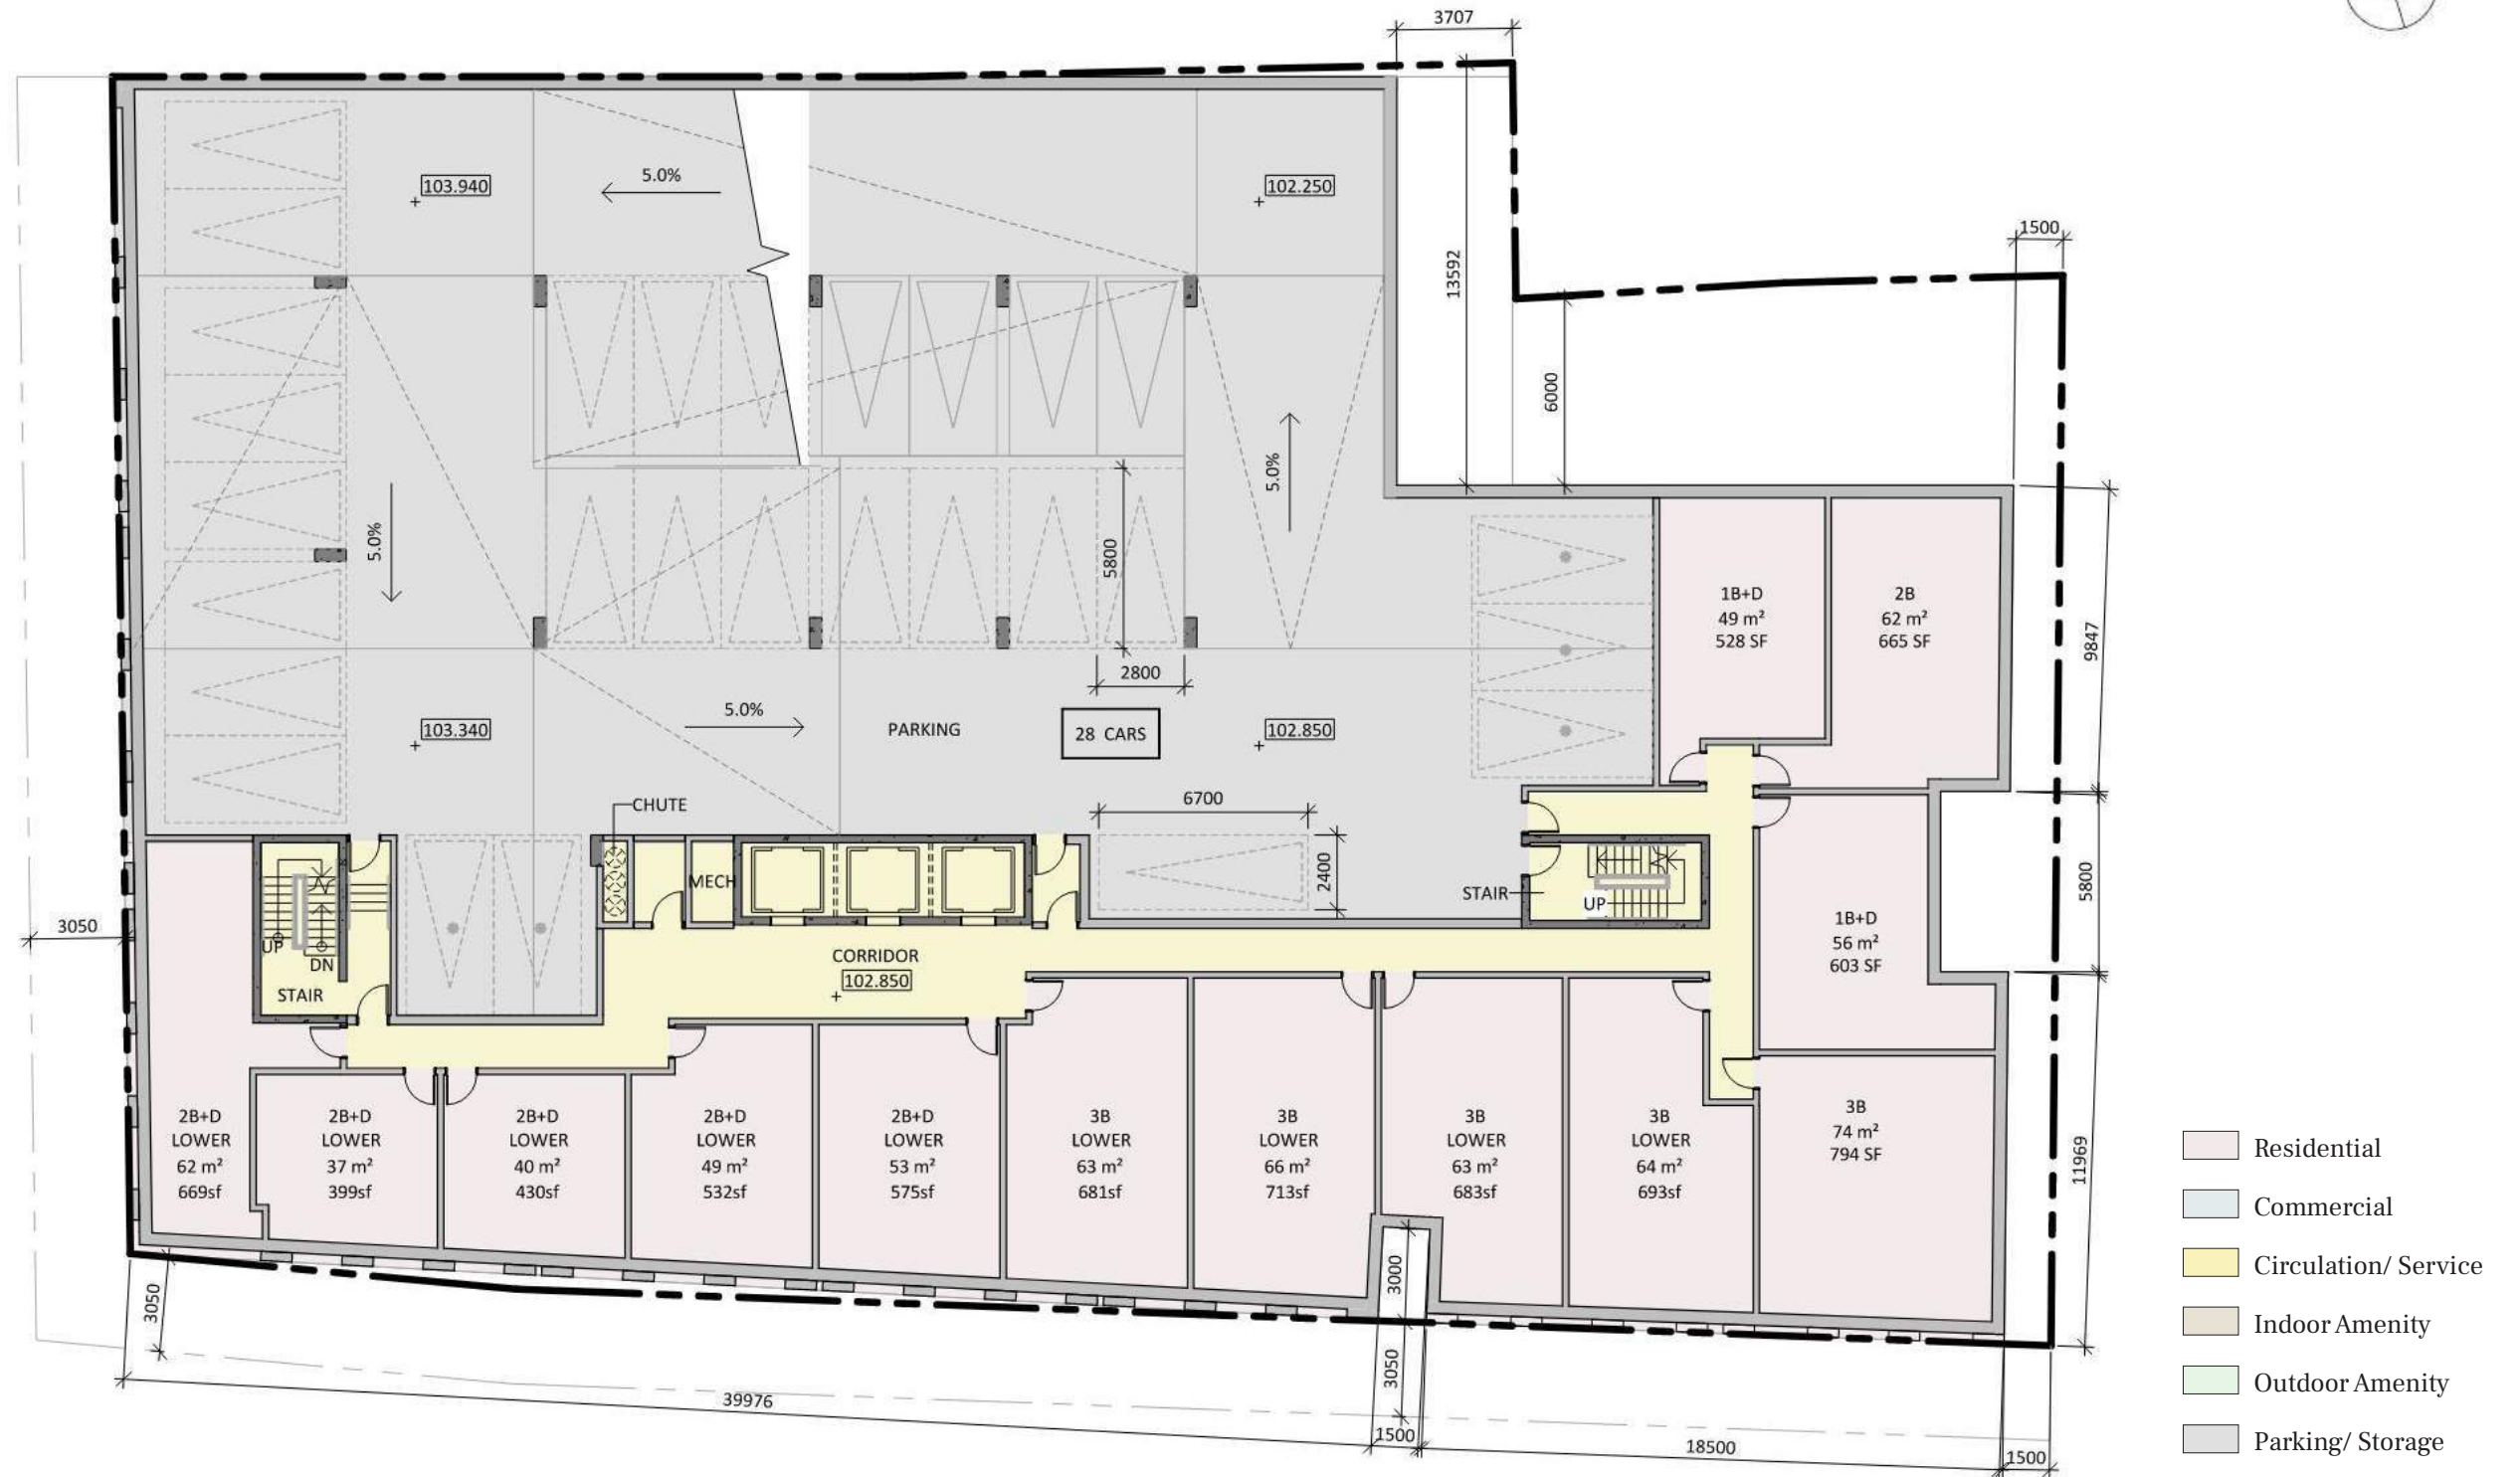 3707
103.940
5.0%
102.250
1500
13592
6000
5.0%
5.0%
5800
1B+D
49 m²
528 SF
2B
62 m²
665 SF
9847
2800
103.340
5.0%
PARKING
28 CARS
102.850
CHUTE
6700
2400
MECH
STAIR
UP
5800
3050
UP
DN
STAIR
CORRIDOR
102.850
1B+D
56 m²
603 SF
2B+D
LOWER
62 m²
669sf
2B+D
LOWER
37 m²
399sf
2B+D
LOWER
40 m²
430sf
2B+D
LOWER
49 m²
532sf
2B+D
LOWER
53 m²
575sf
3B
LOWER
63 m²
681sf
3B
LOWER
66 m²
713sf
3B
LOWER
63 m²
683sf
3B
LOWER
64 m²
693sf
3B
74 m²
794 SF
11969
3050
3000
3050
39976
1500
18500
1500
Residential
Commercial
Circulation/ Service
Indoor Amenity
Outdoor Amenity
Parking/ Storage